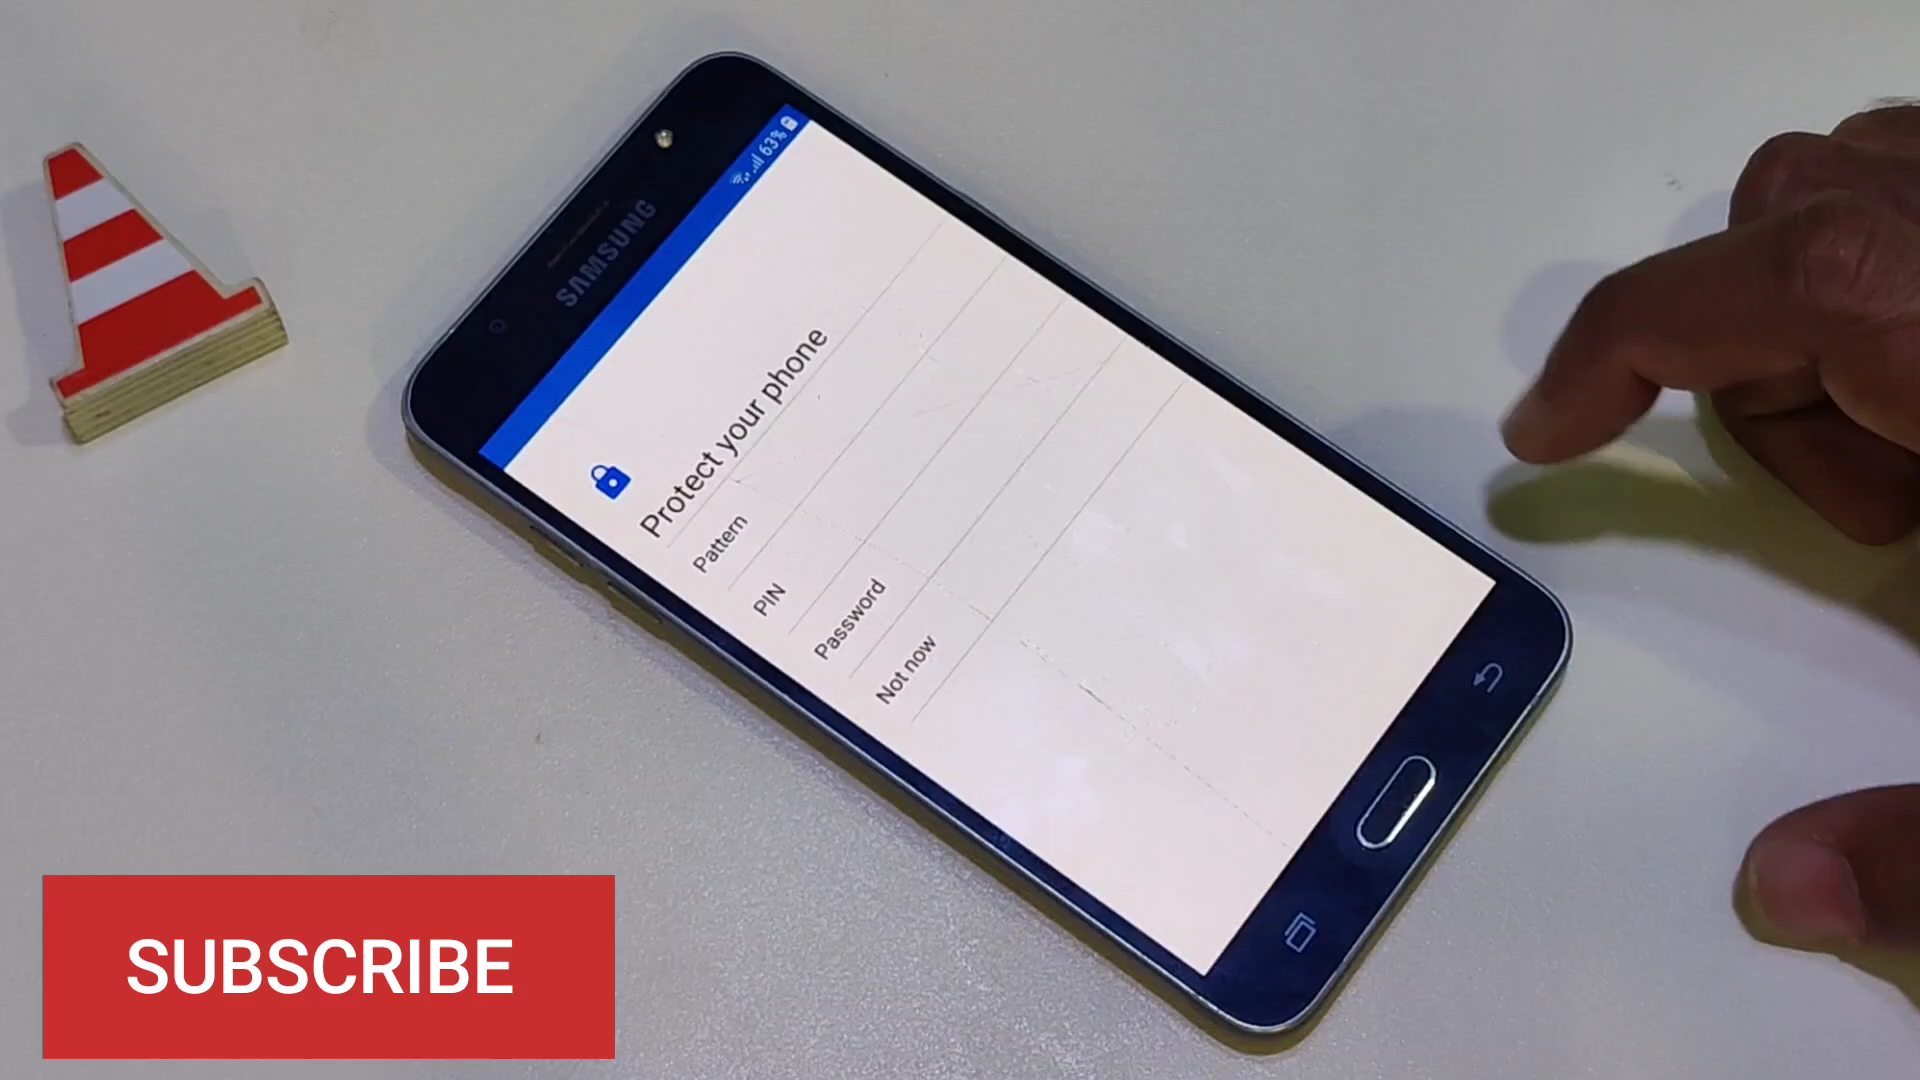 63%
SAMSUNG
Protect your phone
Pattern
PIN
Password
Not now
SUBSCRIBE